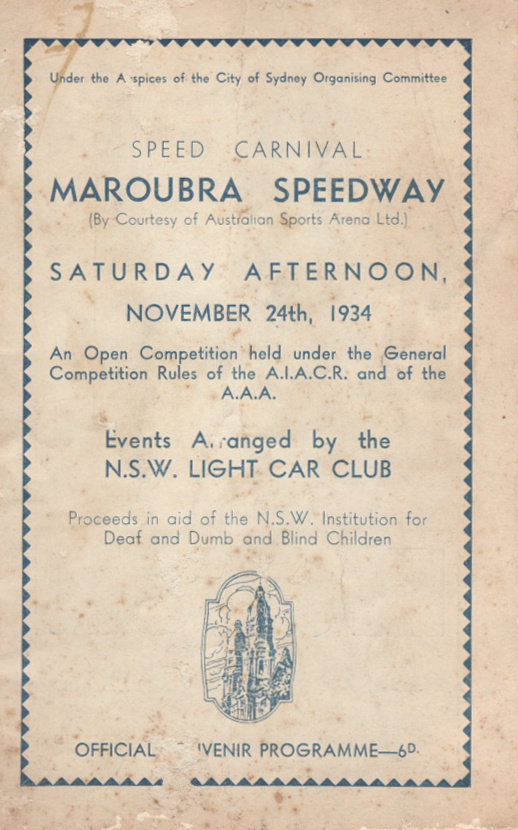 Under the A spices of the City of Sydney Organising Committee
SPEED CARNIVAL
MAROUBRA SPEEDWAY
(By Courtesy of Australian Sports Arena Ltd.)
SATURDAY AFTERNOON,
NOVEMBER 24th, 1934
An Open Competition held under the General
Competition Rules of the A.I.A.C.R. and of the
A.A.A.
Events A. anged by the
N.S.W. LIGHT CAR CLUB
Proceeds in aid of the N.S.W. Institution for
Deaf and Dumb and Blind Children
OFFICIAL VENIR PROGRAMME—6D.